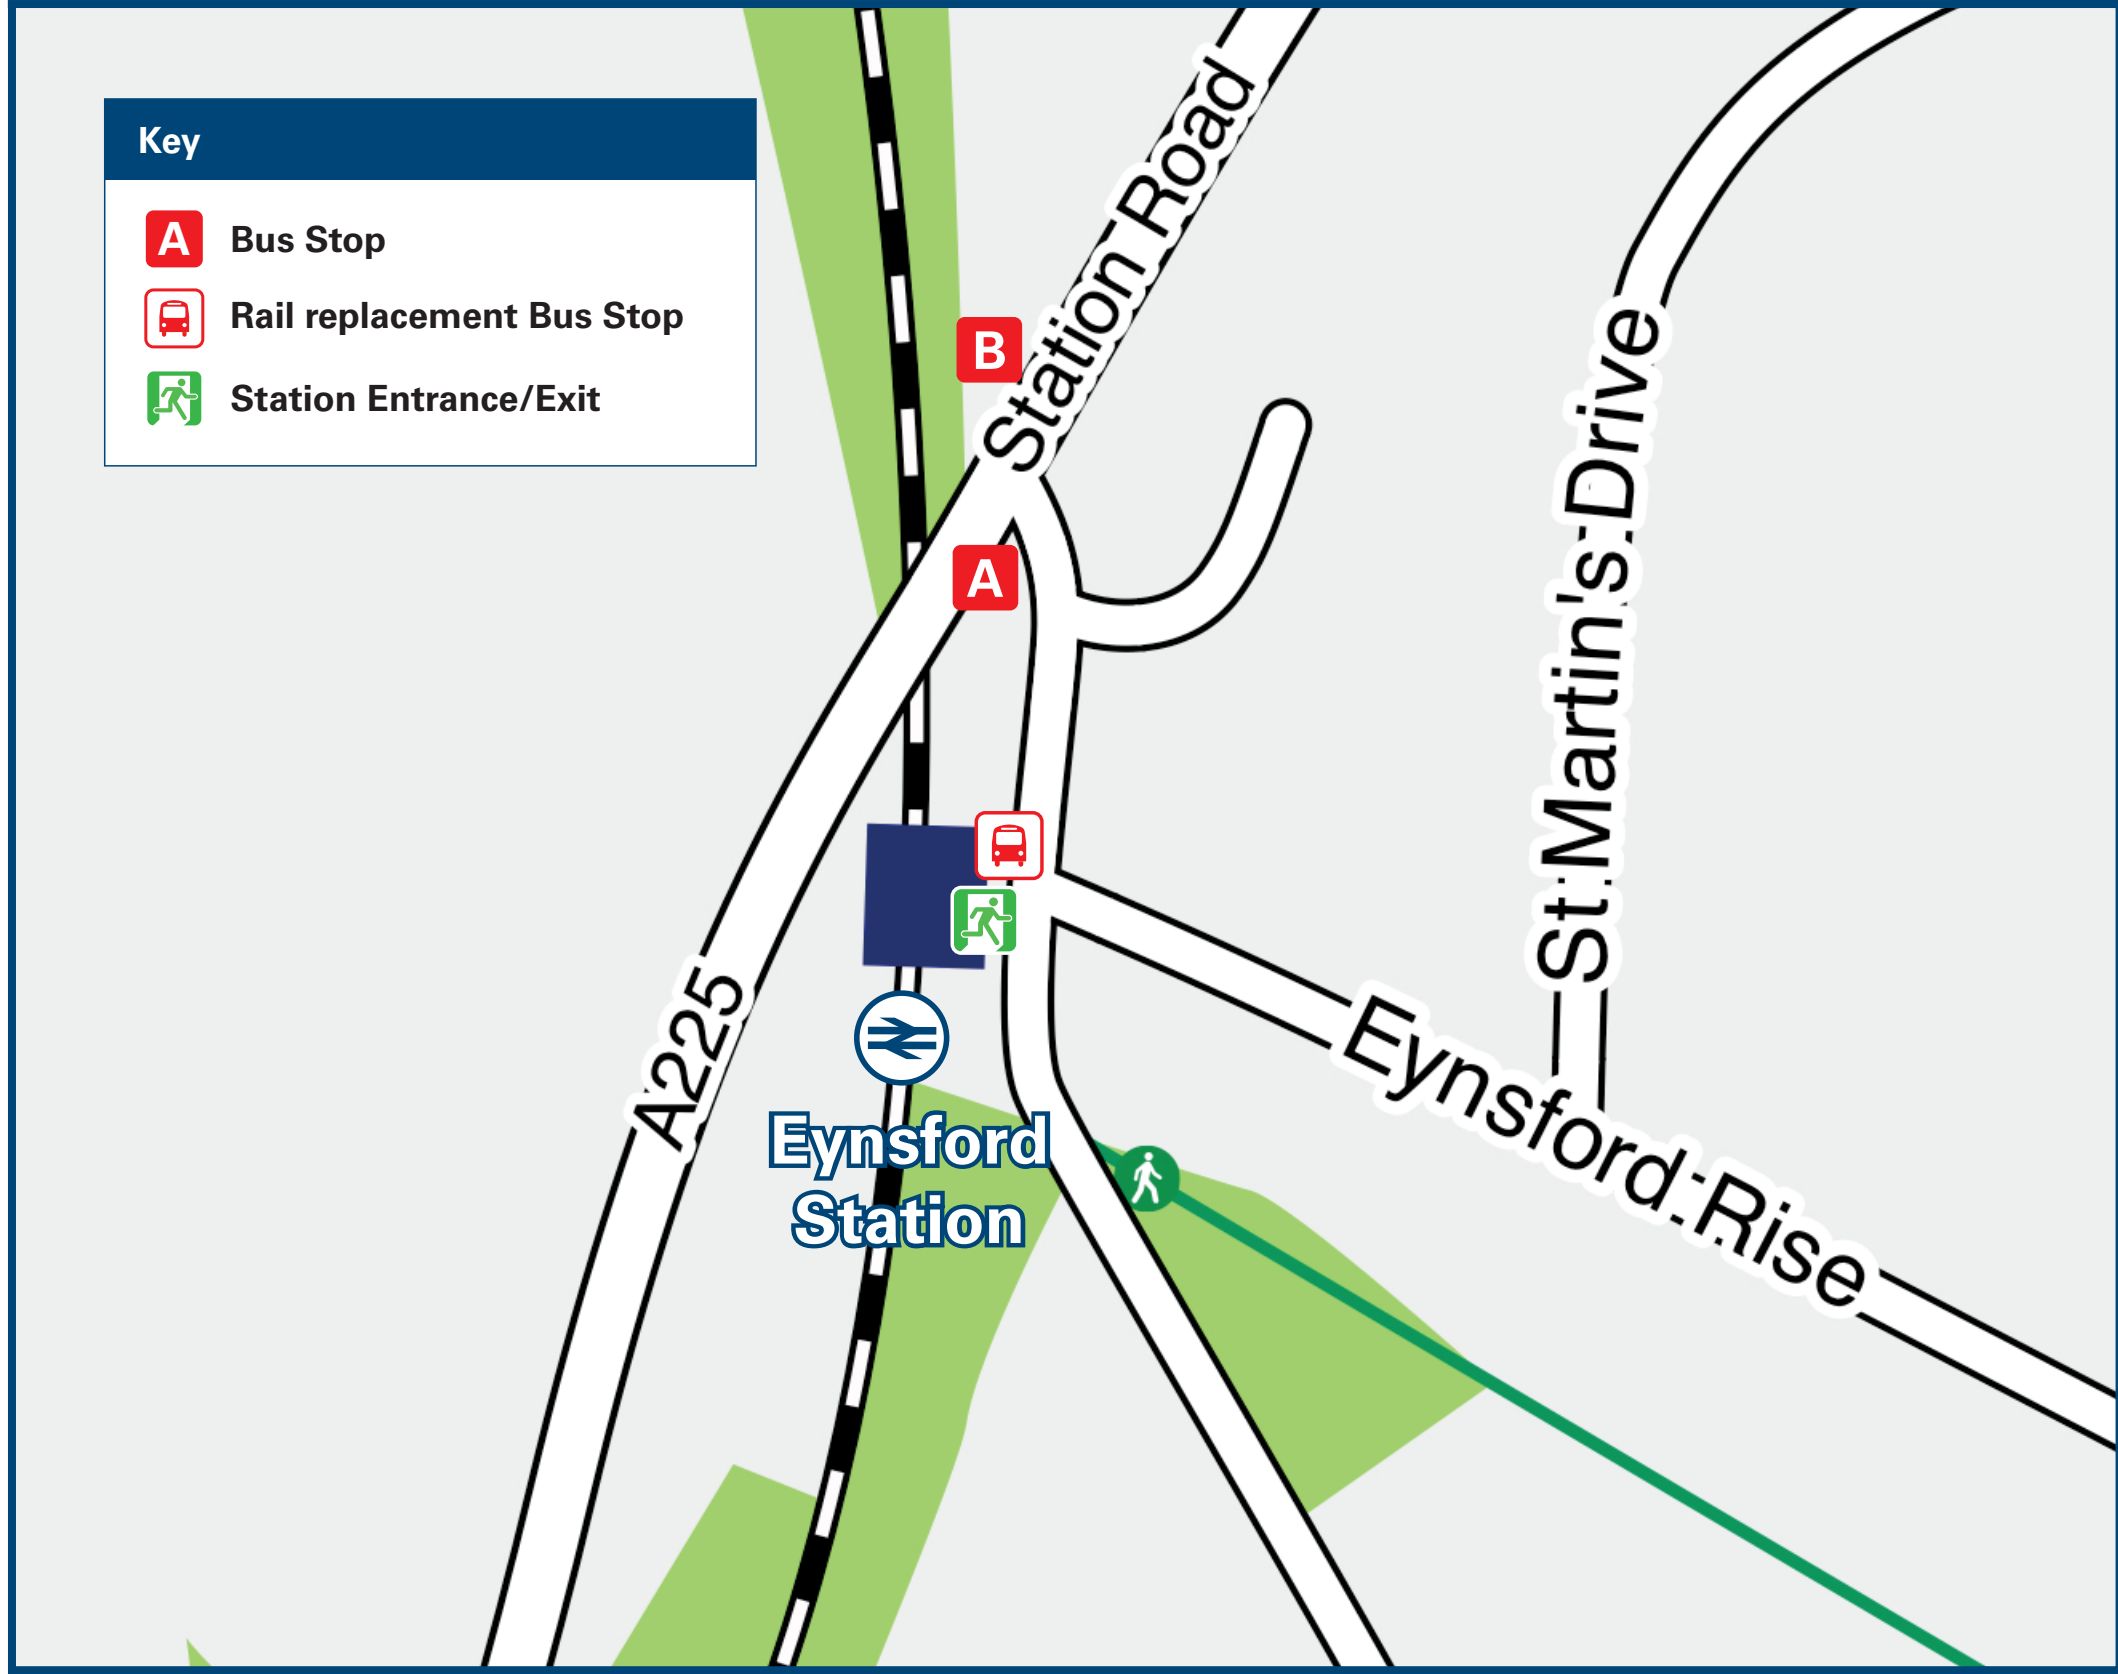 Key
A Bus Stop
Rail replacement Bus Stop
Station Entrance/Exit
Station Road
B
A
St Martin's Drive
A225
Eynsford Rise
Eynsford
Station